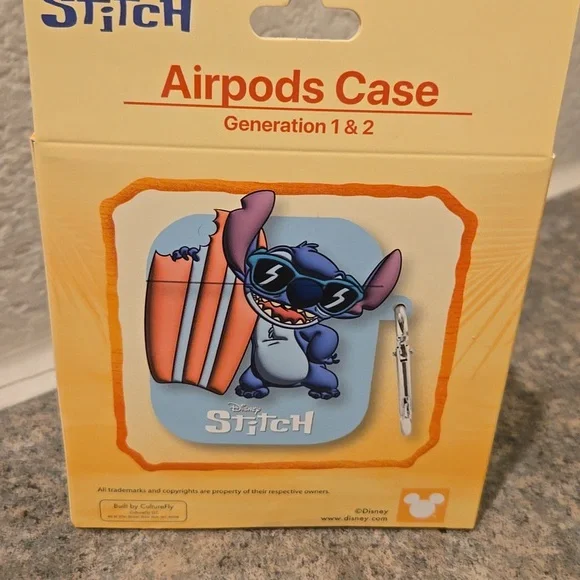 STITCH
Airpods Case
Generation 1 & 2
Disney
STITCH
All trademarks and copyrights are property of their respective owners.
Built by CultureFly
©Disney
www.disney.com